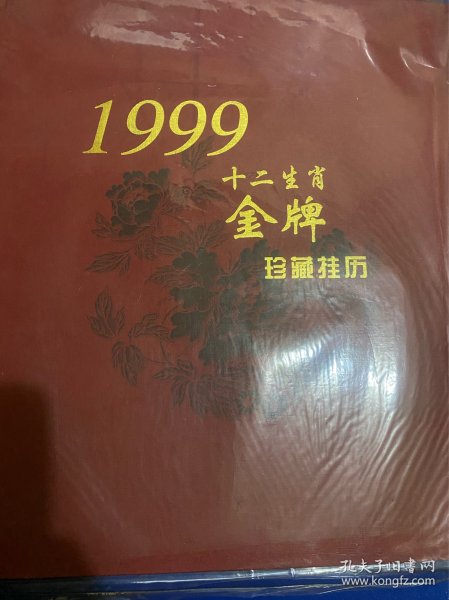 1999
十二生肖
金牌
珍藏挂历
孔夫子旧书网
www.kongfz.com